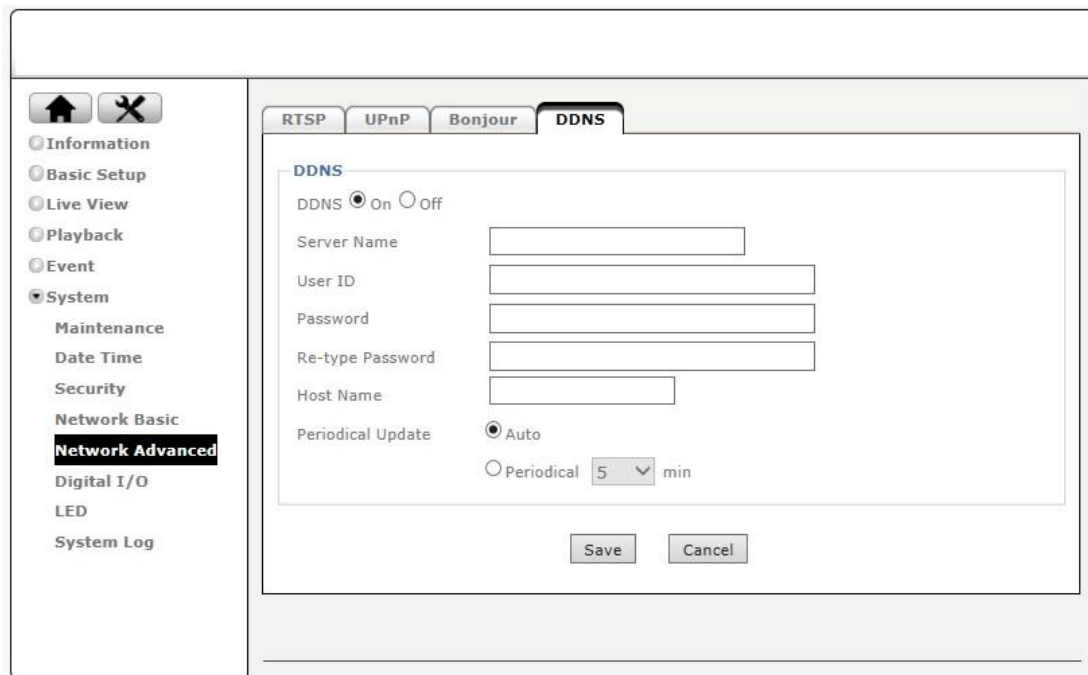 Information
Basic Setup
Live View
Playback
Event
System
Maintenance
Date Time
Security
Network Basic
Network Advanced
Digital I/O
LED
System Log
RTSP UPnP Bonjour DDNS
DDNS
DDNS On Off
Server Name
User ID
Password
Re-type Password
Host Name
Periodical Update Auto
Periodical 5 min
Save Cancel